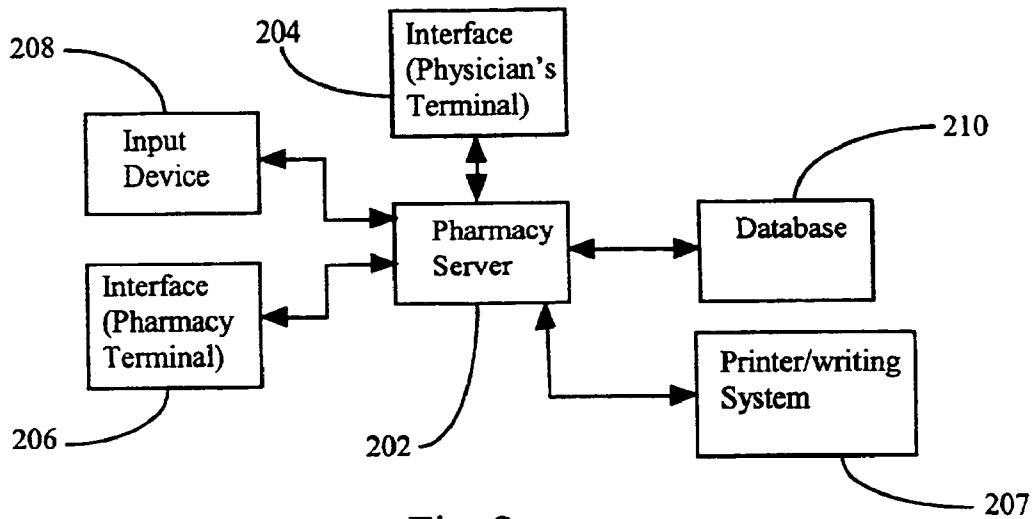 208
204
Interface
(Physician's
Terminal)
210
Input
Device
Pharmacy
Server
Database
Interface
(Pharmacy
Terminal)
Printer/writing
System
206
202
207